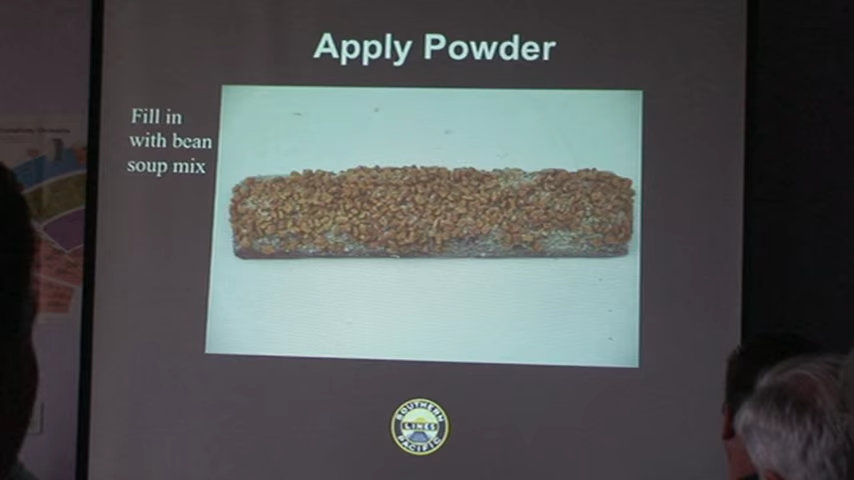 Apply Powder
Fill in
with bean
soup mix
SOUTHERN
LINES
PACIFIC